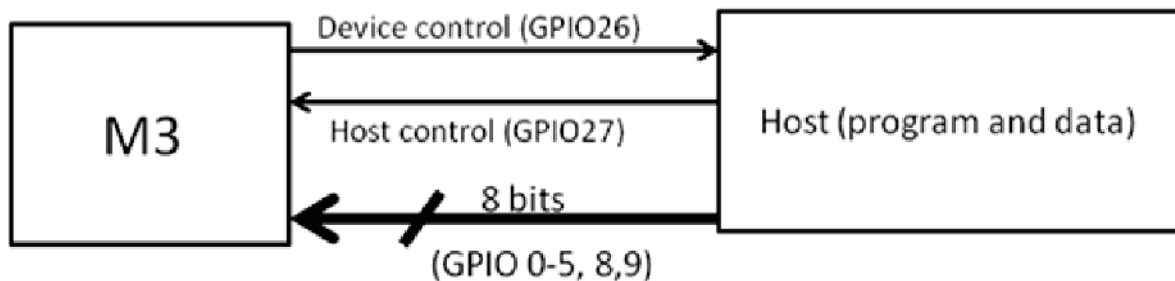 Device control (GPIO26)
M3
Host control (GPIO27)
Host (program and data)
8 bits
(GPIO 0-5, 8,9)